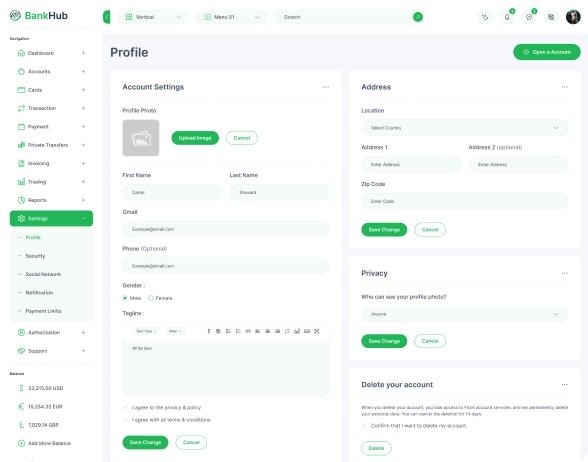 BankHub
Navigation
Dashboard
Accounts
Cards
Transection
Payment
Private Transfers
Invoicing
Trading
Reports
Settings
Profile
Security
Social Network
Notification
Payment Limits
Authorization
Support
Balance
33,215.00 USD
15,254.32 EUR
7,029.14 GBP
Add More Balance
Vertical
Menu 01
Search
Profile
Open a Account
Account Settings
Profile Photo
Upload Image
Cancel
First Name
Last Name
Daniel
Steward
Gmail
Example@email.com
Phone (Optional)
Example@email.com
Gender :
Male
Female
Tagline :
Text Size
Write text
I agree to the privacy & policy
I agree with all terms & conditions
Save Change
Cancel
Address
Location
Select Country
Address 1
Address 2 (optional)
Enter Address
Enter Address
Zip Code
Enter Code
Save Change
Cancel
Privacy
Who can see your profile photo?
Anyone
Save Change
Cancel
Delete your account
When you delete your account, you lose access to Front account services, and we permanently delete
your personal data. You can cancel the deletion for 14 days.
Confirm that I want to delete my account.
Delete